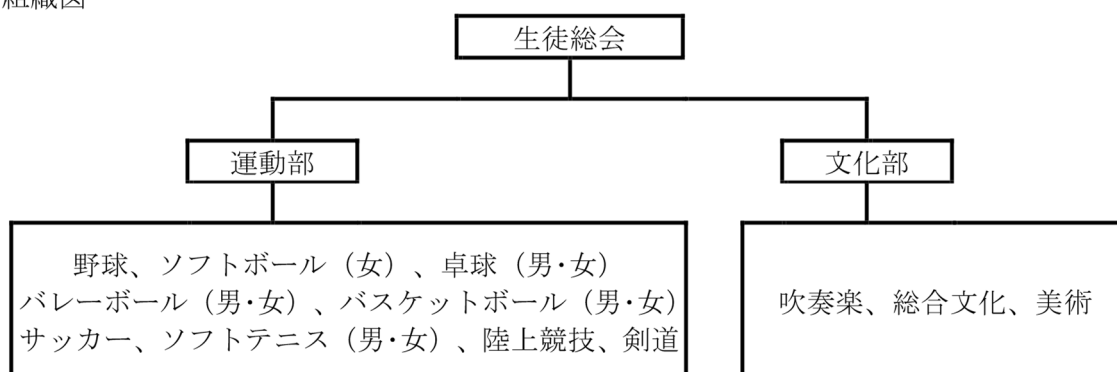 組織図
生徒総会
運動部
文化部
野球、ソフトボール（女）、卓球（男・女）
バレーボール（男・女）、バスケットボール（男・女）
サッカー、ソフトテニス（男・女）、陸上競技、剣道
吹奏楽、総合文化、美術